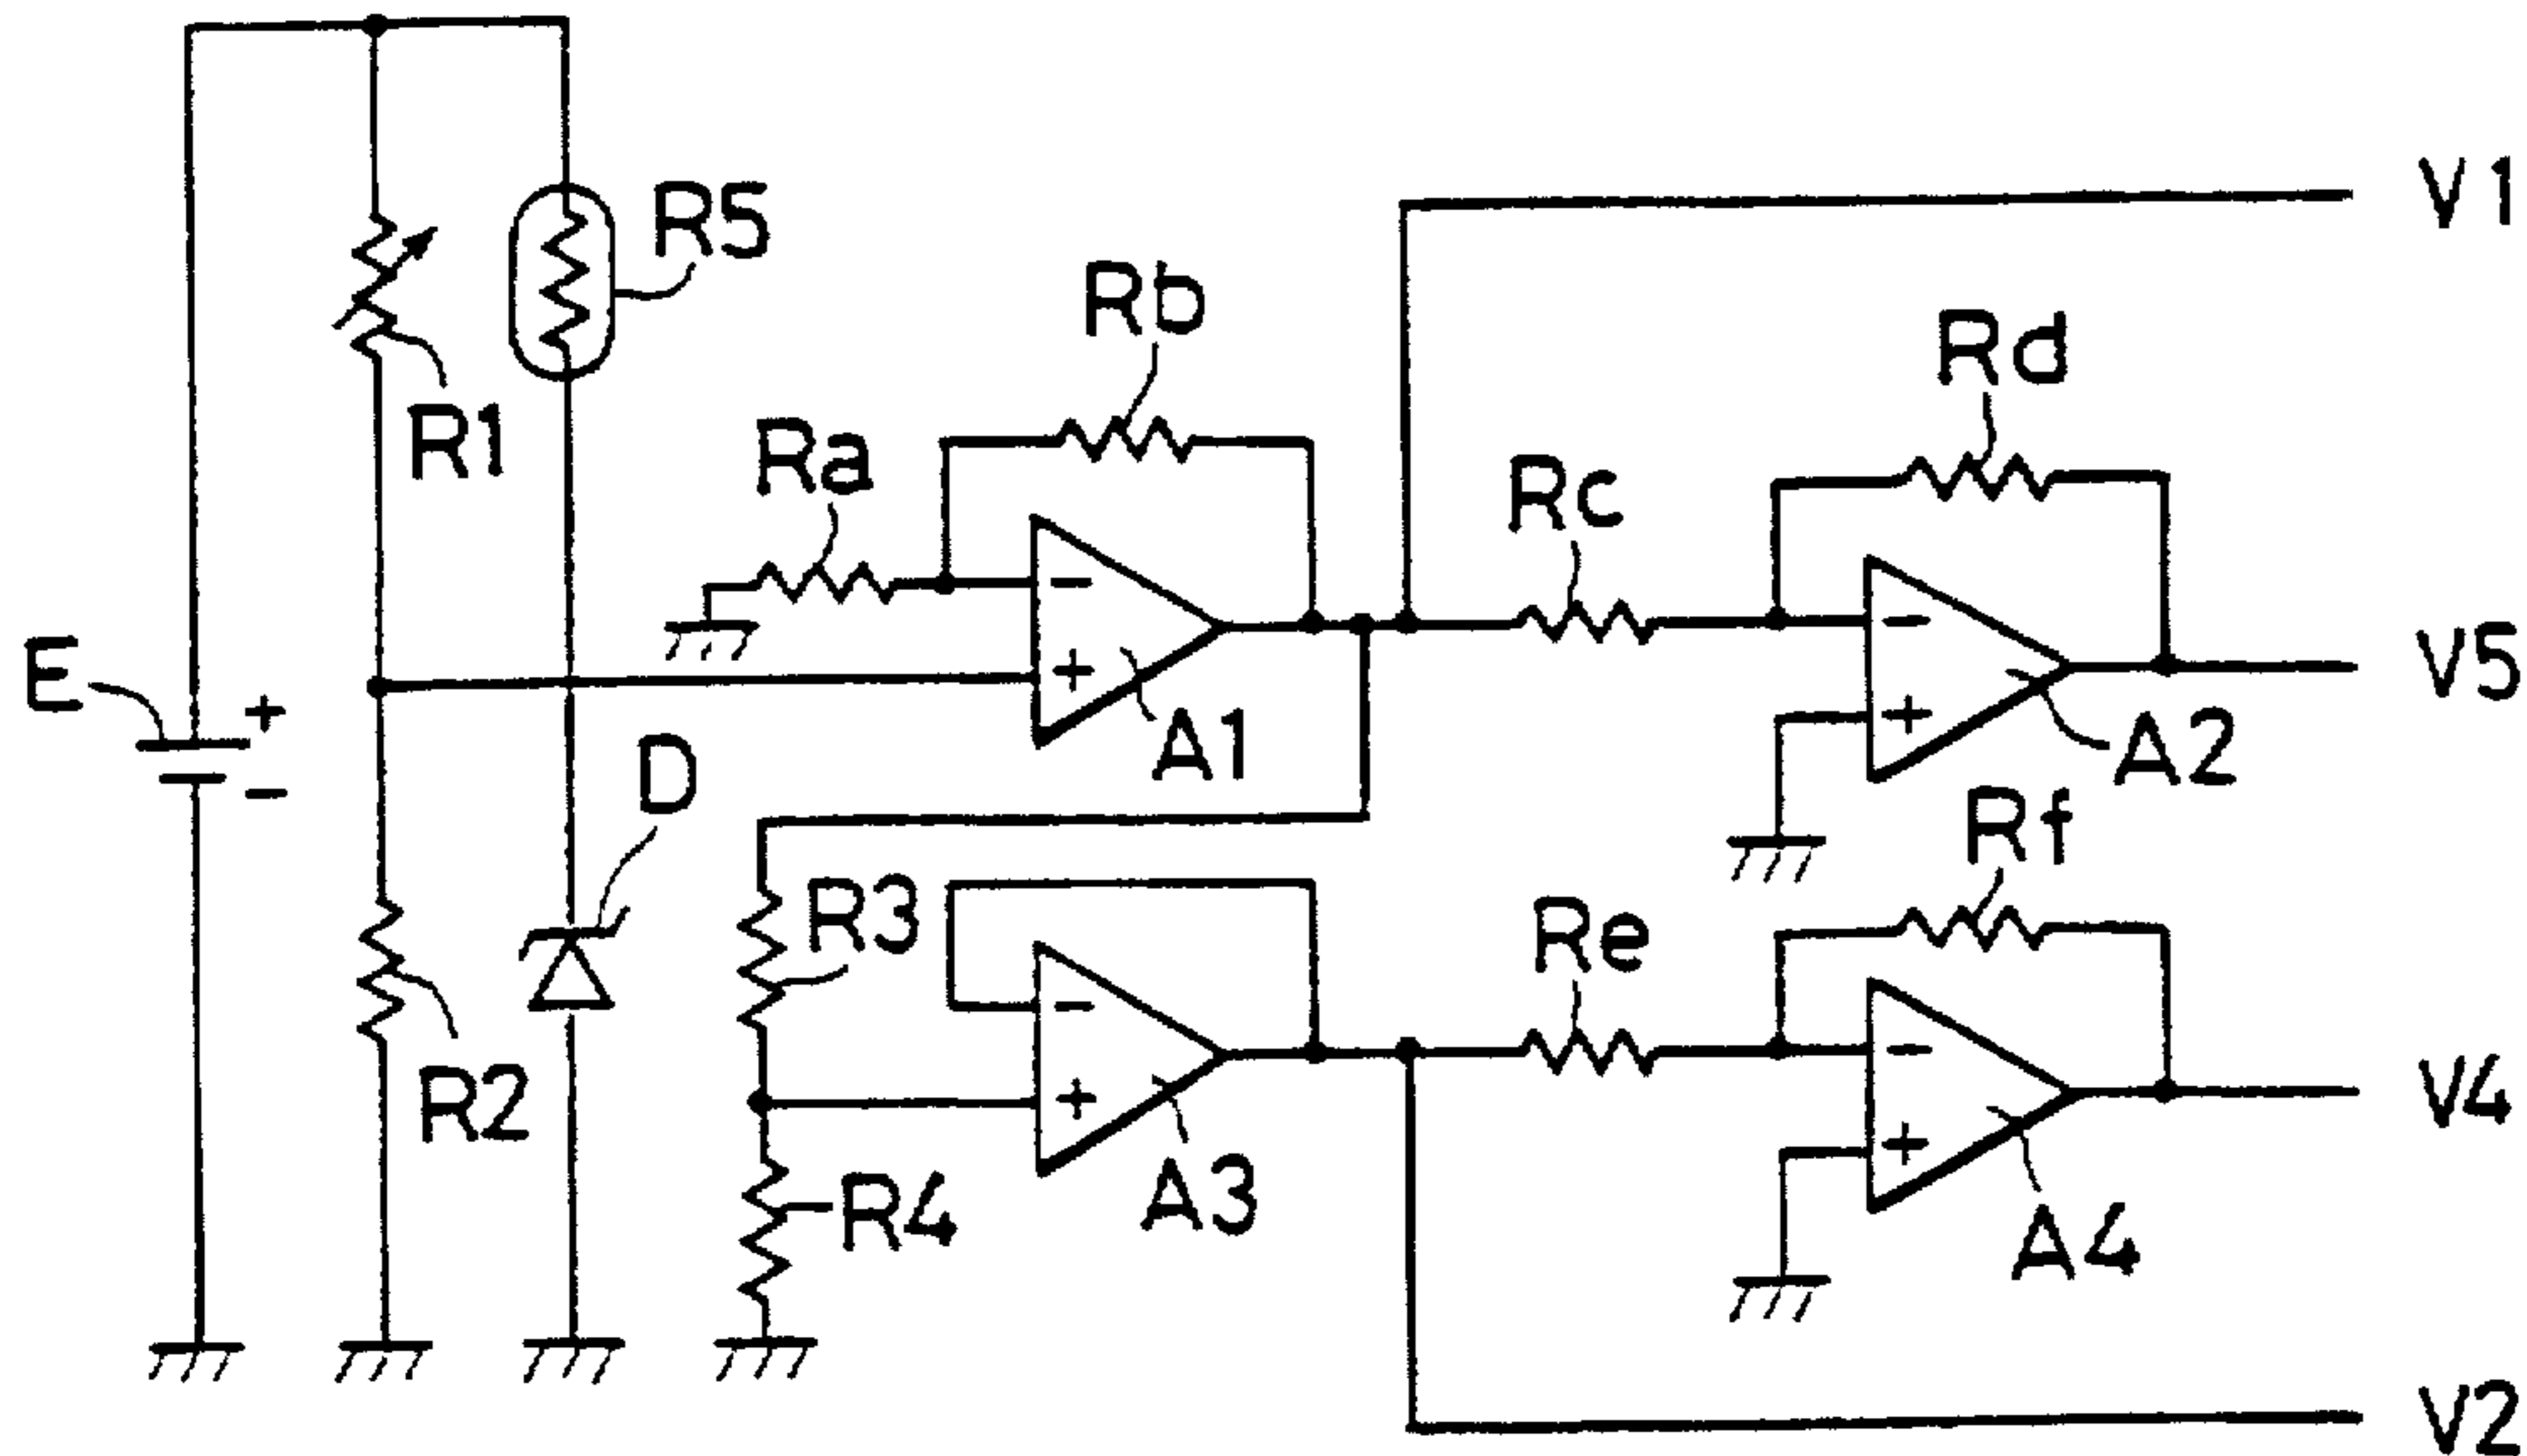 V1
R5
Rb
Rd
R1
Ra
Rc
-
-
E
+
+
+
V5
-
D
A1
A2
Rf
R3
Re
-
-
R2
+
+
V4
R4
A3
A4
V2